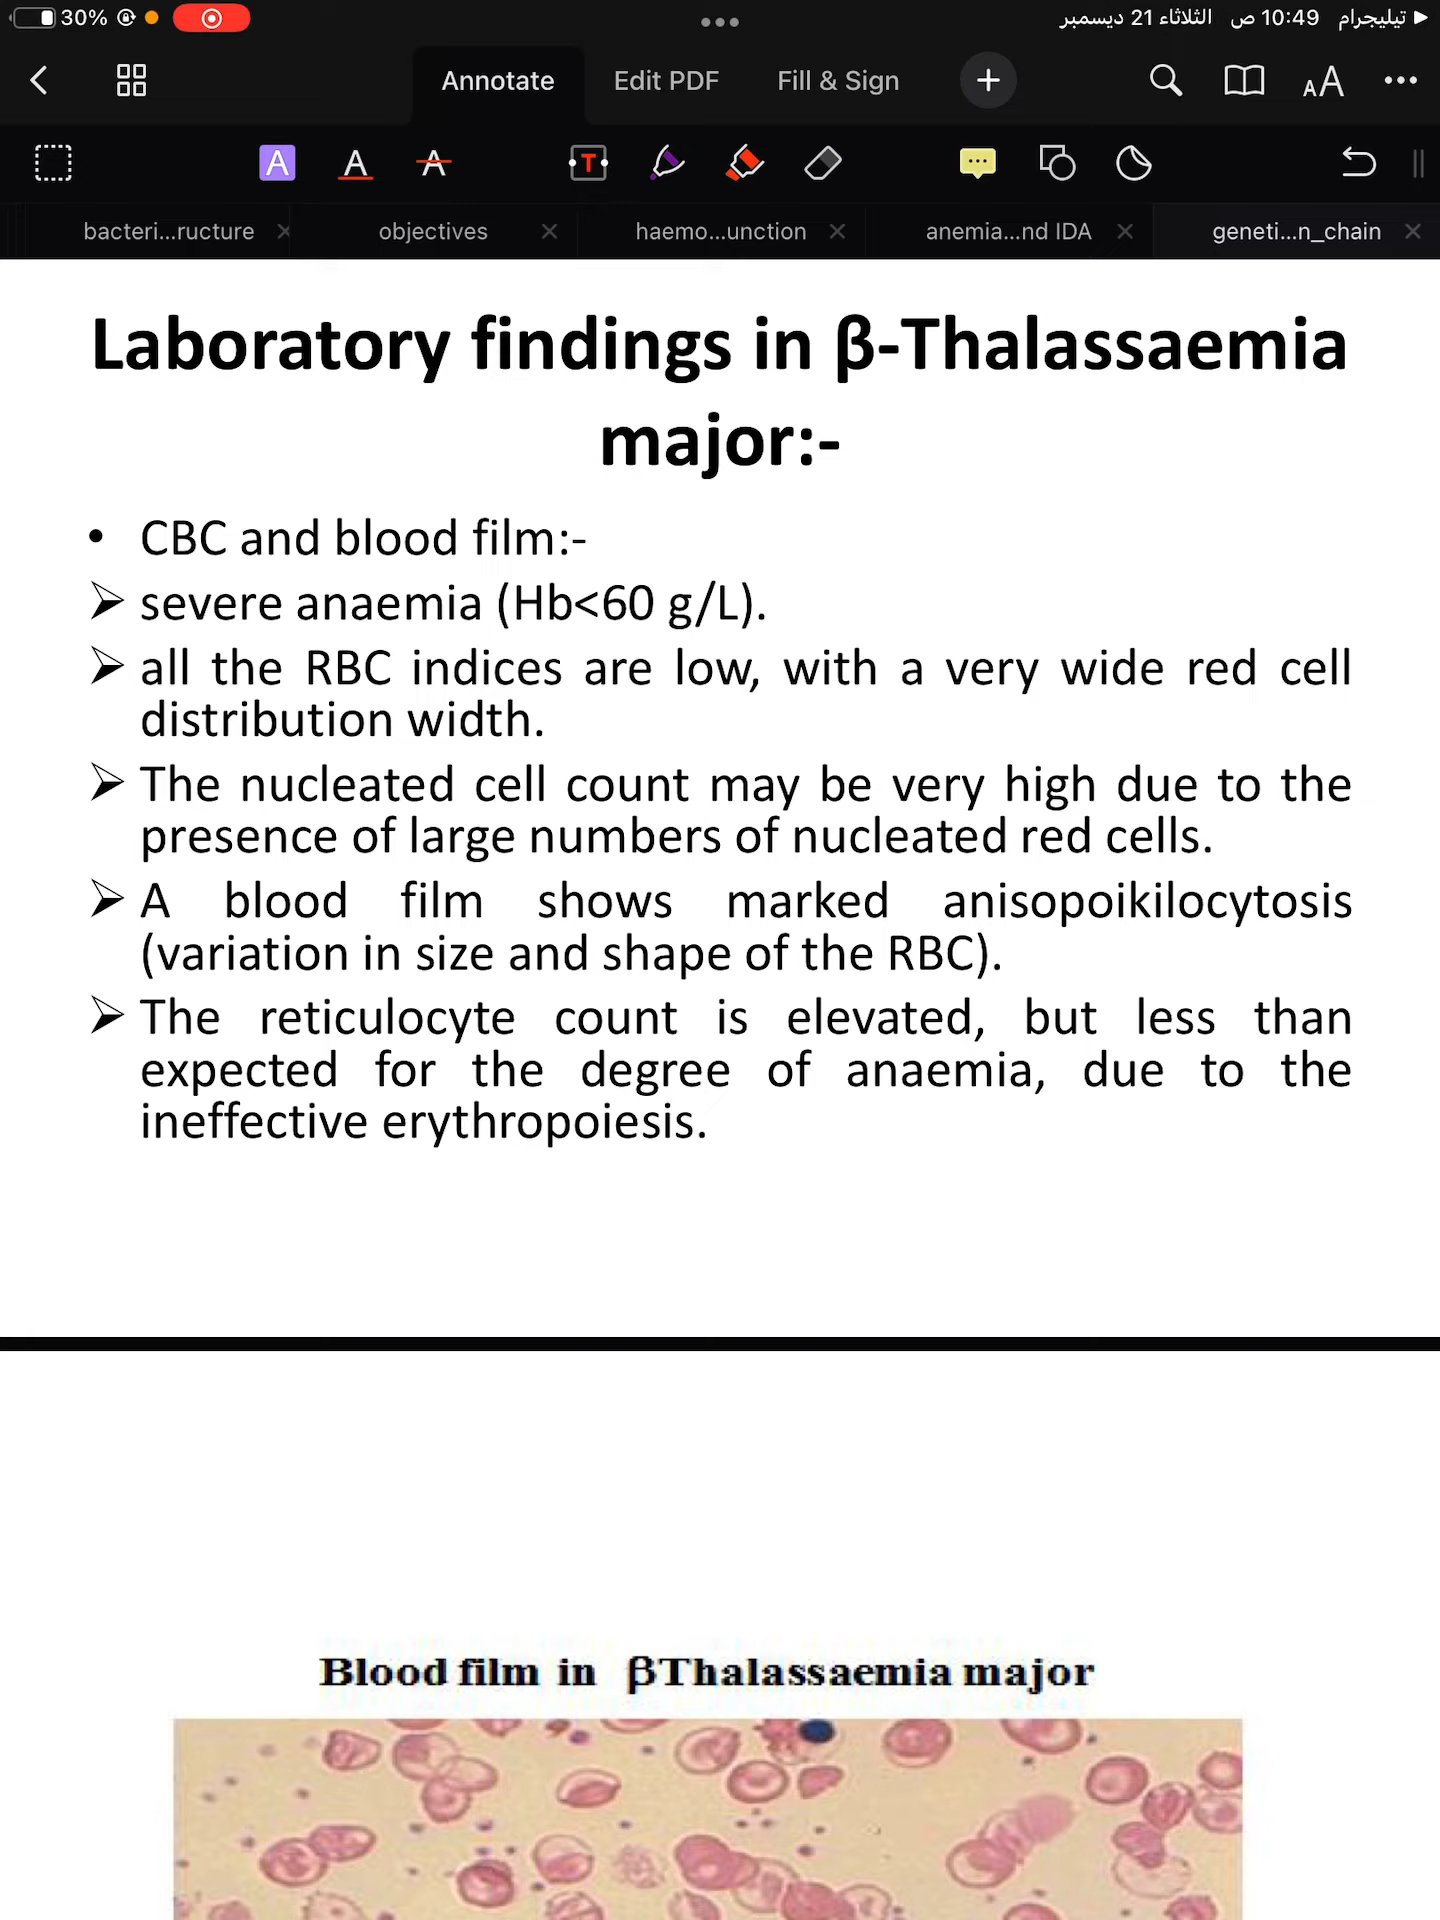 30%
تيليجرام 10:49 ص الثلاثاء 21 ديسمبر
Annotate Edit PDF Fill & Sign + AA
A A A T
bacteri...ructure objectives haemo...unction anemia...nd IDA geneti...n_chain
Laboratory findings in β-Thalassaemia
major:-
• CBC and blood film:-
➢ severe anaemia (Hb<60 g/L).
➢ all the RBC indices are low, with a very wide red cell
distribution width.
➢ The nucleated cell count may be very high due to the
presence of large numbers of nucleated red cells.
➢ A blood film shows marked anisopoikilocytosis
(variation in size and shape of the RBC).
➢ The reticulocyte count is elevated, but less than
expected for the degree of anaemia, due to the
ineffective erythropoiesis.
Blood film in βThalassaemia major